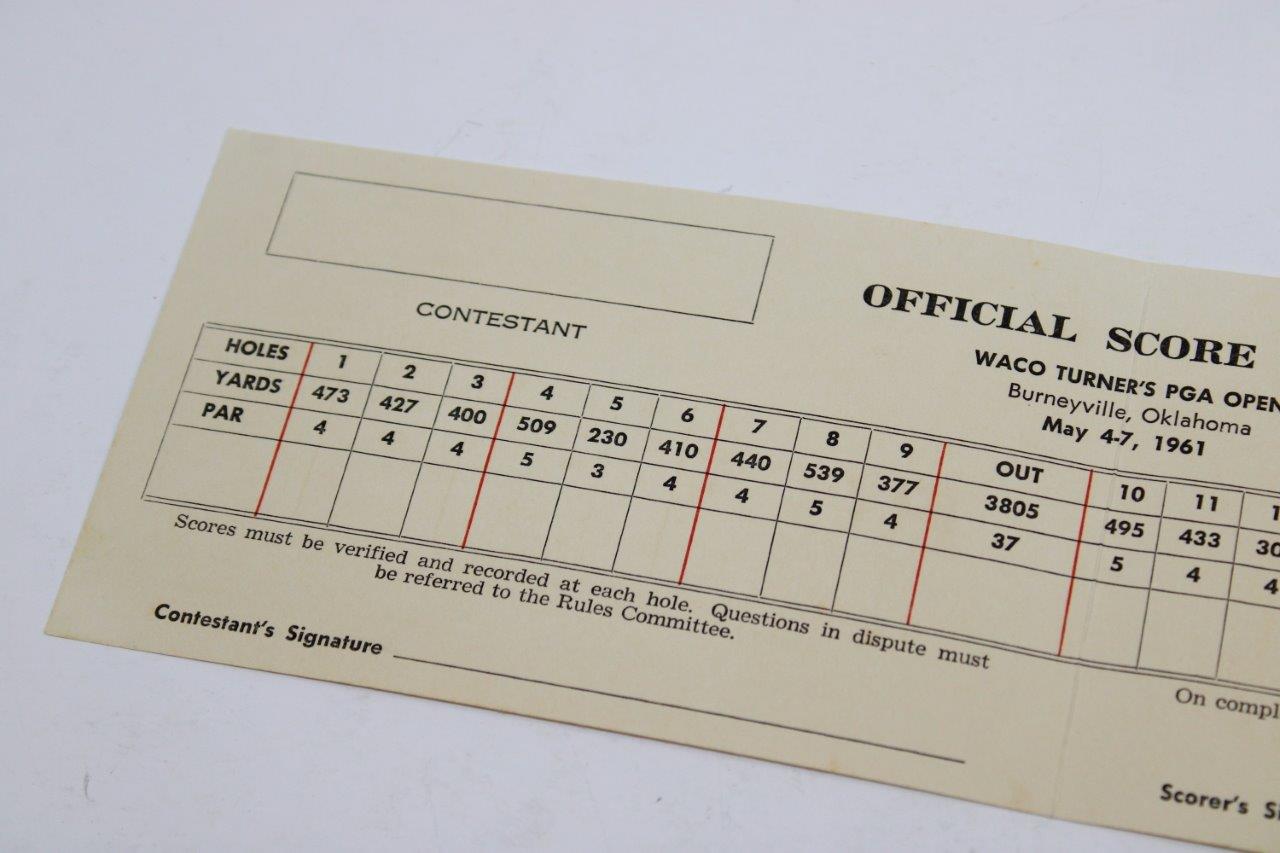 CONTESTANT
OFFICIAL SCORE
WACO TURNER'S PGA OPEN
Burneyville, Oklahoma
May 4-7, 1961
HOLES 1 2 3 4 5 6 7 8 9 OUT 10 11
YARDS 473 427 400 509 230 410 440 539 377 3805 495 433
PAR 4 4 4 5 3 4 4 5 4 37 5 4 4
Scores must be verified and recorded at each hole. Questions in dispute must
be referred to the Rules Committee.
On
Contestant's Signature
Scorer's